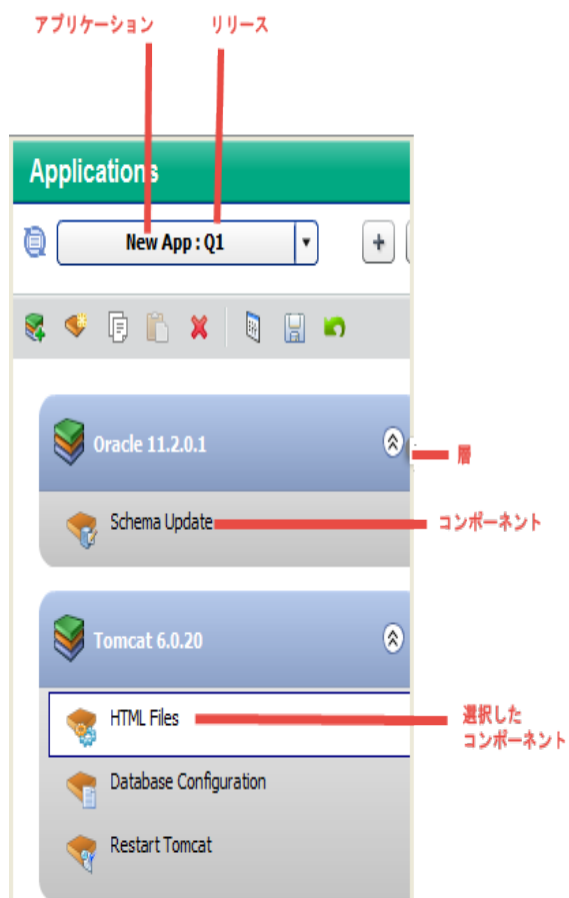 アプリケーション
リリース
Applications
New App : Q1
Oracle 11.2.0.1
層
Schema Update
コンポーネント
Tomcat 6.0.20
HTML Files
選択した
コンポーネント
Database Configuration
Restart Tomcat